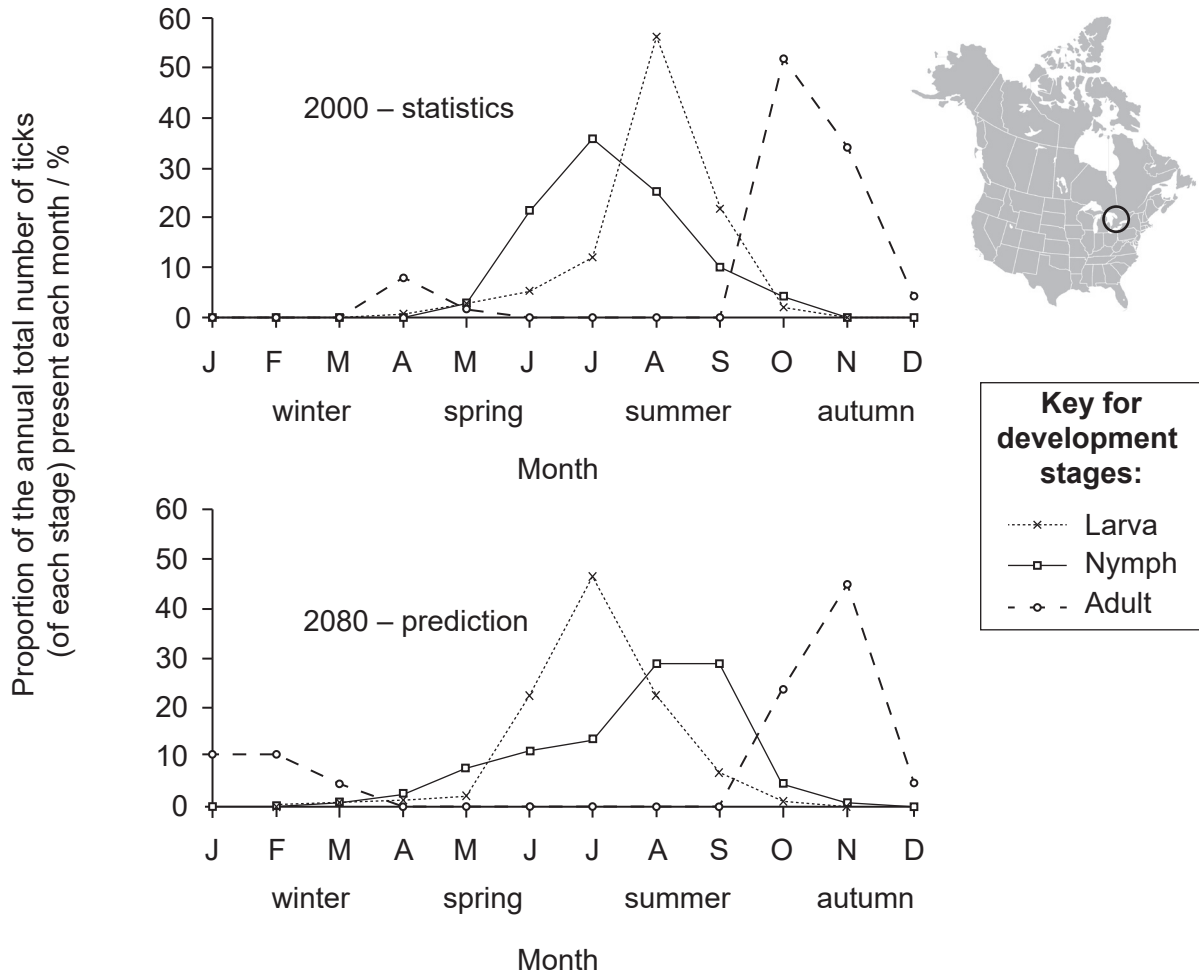 Proportion of the annual total number of ticks
(of each stage) present each month / %
60
50
40
30
20
10
0
2000 – statistics
J F M A M J J A S O N D
winter spring summer autumn
Month
60
50
40
30
20
10
0
2080 – prediction
J F M A M J J A S O N D
winter spring summer autumn
Month
Key for
development
stages:
Larva
Nymph
Adult